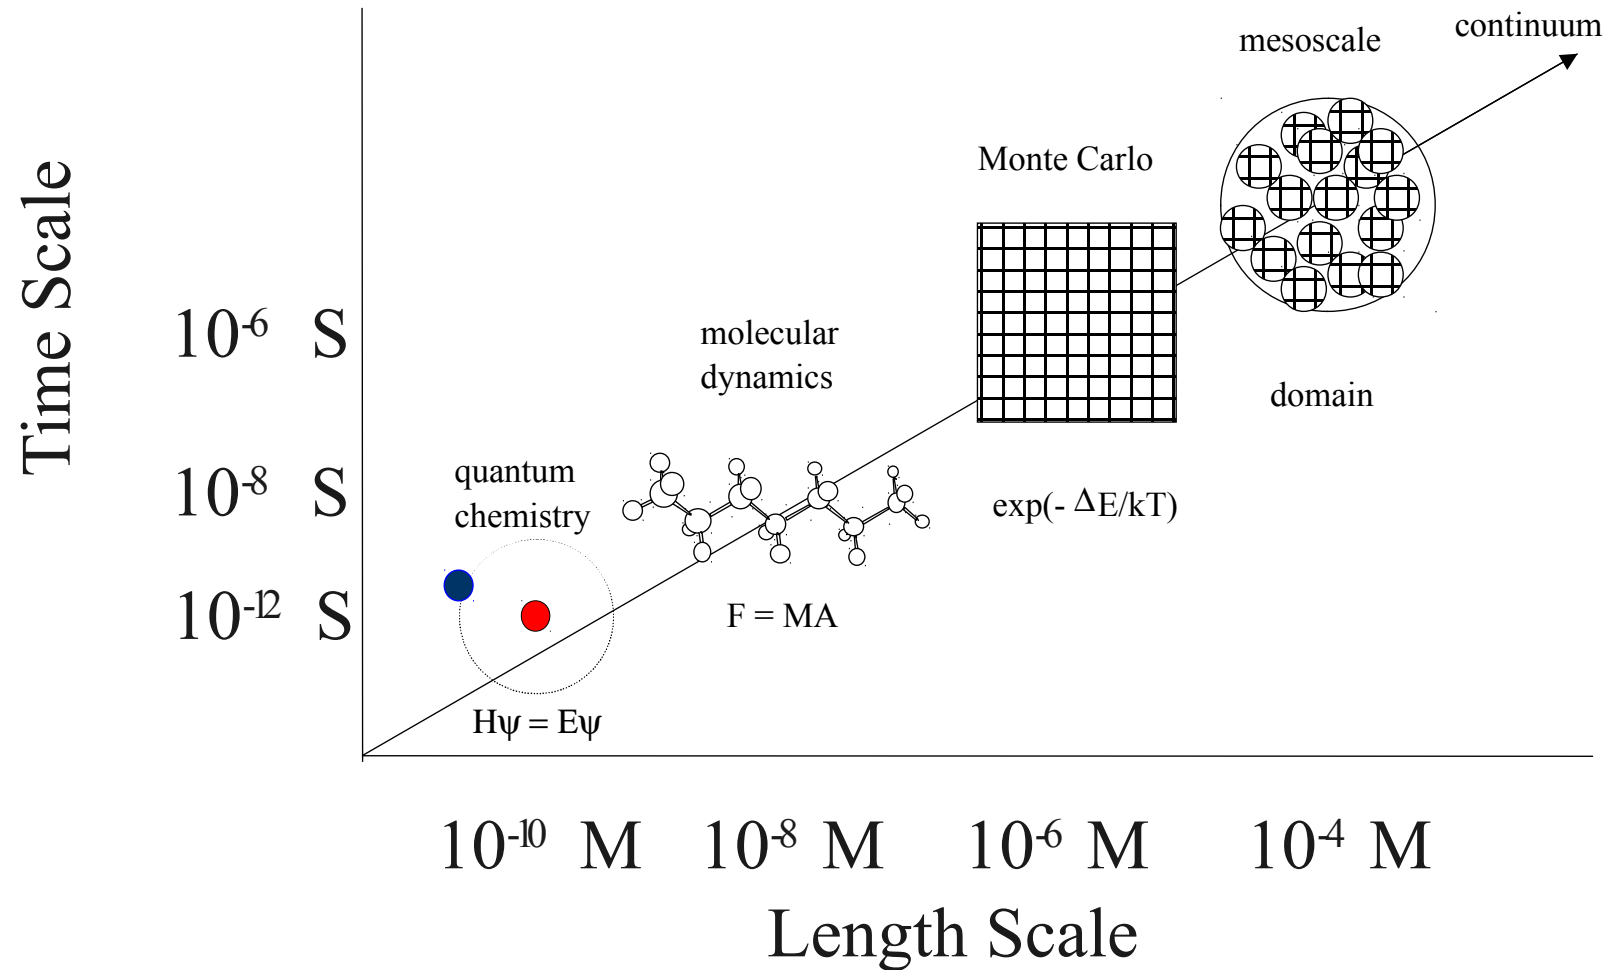 continuum
mesoscale
Monte Carlo
Time Scale
10⁻⁶ S
molecular
dynamics
domain
quantum
chemistry
10⁻⁸ S
exp(- ΔE/kT)
10⁻¹² S
F = MA
Hψ = Eψ
10⁻¹⁰ M 10⁻⁸ M 10⁻⁶ M 10⁻⁴ M
Length Scale